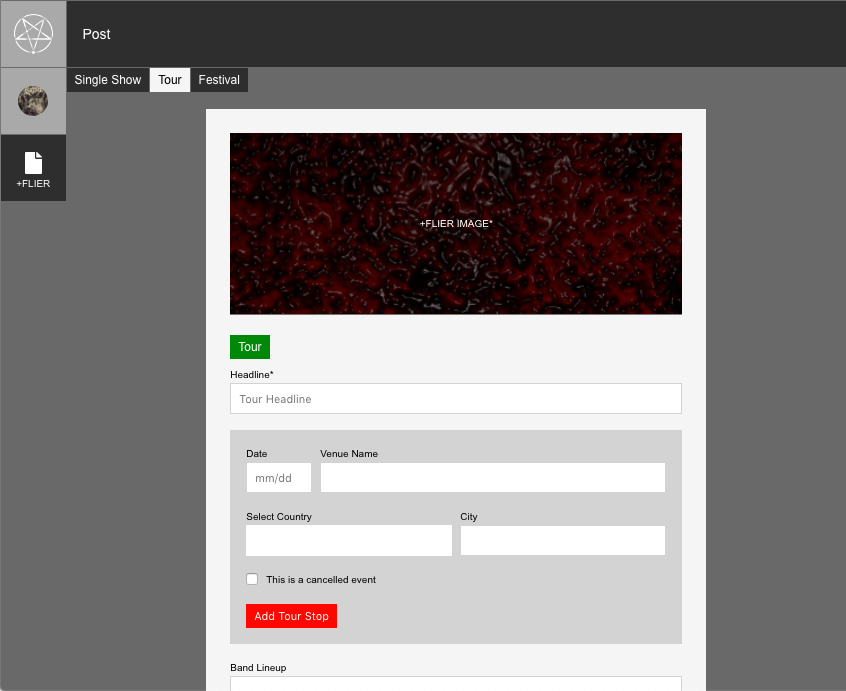 Post
Single Show
Tour
Festival
+FLIER
+FLIER IMAGE*
Tour
Headline*
Tour Headline
Date
Venue Name
mm/dd
Select Country
City
This is a cancelled event
Add Tour Stop
Band Lineup